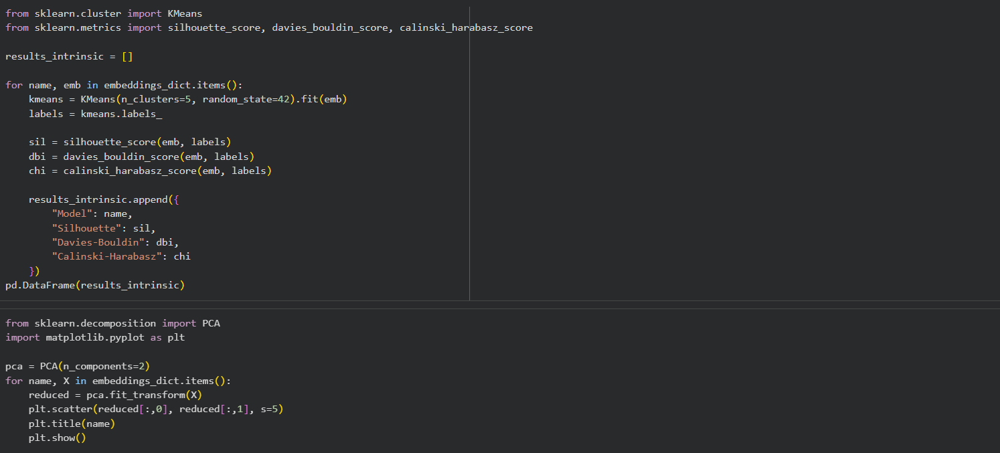 from sklearn.cluster import KMeans
from sklearn.metrics import silhouette_score, davies_bouldin_score, calinski_harabasz_score

results_intrinsic = []

for name, emb in embeddings_dict.items():
    kmeans = KMeans(n_clusters=5, random_state=42).fit(emb)
    labels = kmeans.labels_

    sil = silhouette_score(emb, labels)
    dbi = davies_bouldin_score(emb, labels)
    chi = calinski_harabasz_score(emb, labels)

    results_intrinsic.append({
        "Model": name,
        "Silhouette": sil,
        "Davies-Bouldin": dbi,
        "Calinski-Harabasz": chi
    })
pd.DataFrame(results_intrinsic)

from sklearn.decomposition import PCA
import matplotlib.pyplot as plt

pca = PCA(n_components=2)
for name, X in embeddings_dict.items():
    reduced = pca.fit_transform(X)
    plt.scatter(reduced[:,0], reduced[:,1], s=5)
    plt.title(name)
    plt.show()